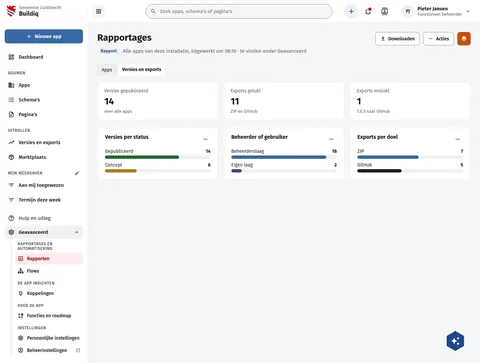 Gemeente Juridrecht
Buildiq
Zoek apps, schema's of pagina's
PJ
Pieter Jansen
Functioneel Beheerder
+ Nieuwe app
Dashboard
BOUWEN
Apps
Schema's
Pagina's
UITROLLEN
Versies en exports
Marktplaats
MIJN WEERGAVEN
Aan mij toegewezen
Termijn deze week
Hulp en uitleg
Geavanceerd
RAPPORTAGES EN
AUTOMATISERING
Rapporten
Flows
DE APP INRICHTEN
Koppelingen
OVER DE APP
Functies en roadmap
INSTELLINGEN
Persoonlijke instellingen
Beheerinstellingen
Rapportages
Rapport Alle apps van deze installatie, bijgewerkt om 08:10 · te vinden onder Geavanceerd
Downloaden
Acties
Apps
Versies en exports
Versies gepubliceerd
14
over alle apps
Exports gelukt
11
ZIP en GitHub
Exports mislukt
1
1.0.3 naar GitHub
Versies per status
Gepubliceerd 14
Concept 6
Beheerder of gebruiker
Beheerderslaag 18
Eigen laag 2
Exports per doel
ZIP 7
GitHub 5